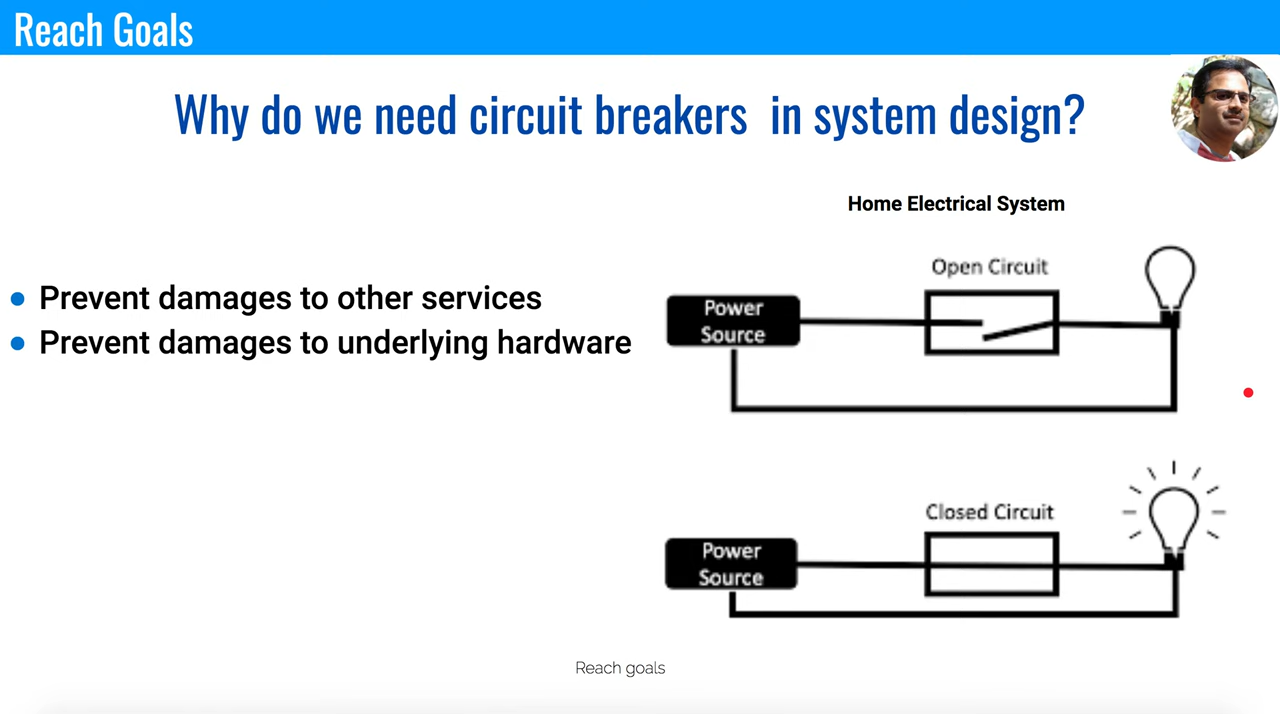 Reach Goals
Why do we need circuit breakers in system design?
Home Electrical System
Prevent damages to other services
Prevent damages to underlying hardware
Open Circuit
Power
Source
Closed Circuit
Power
Source
Reach goals